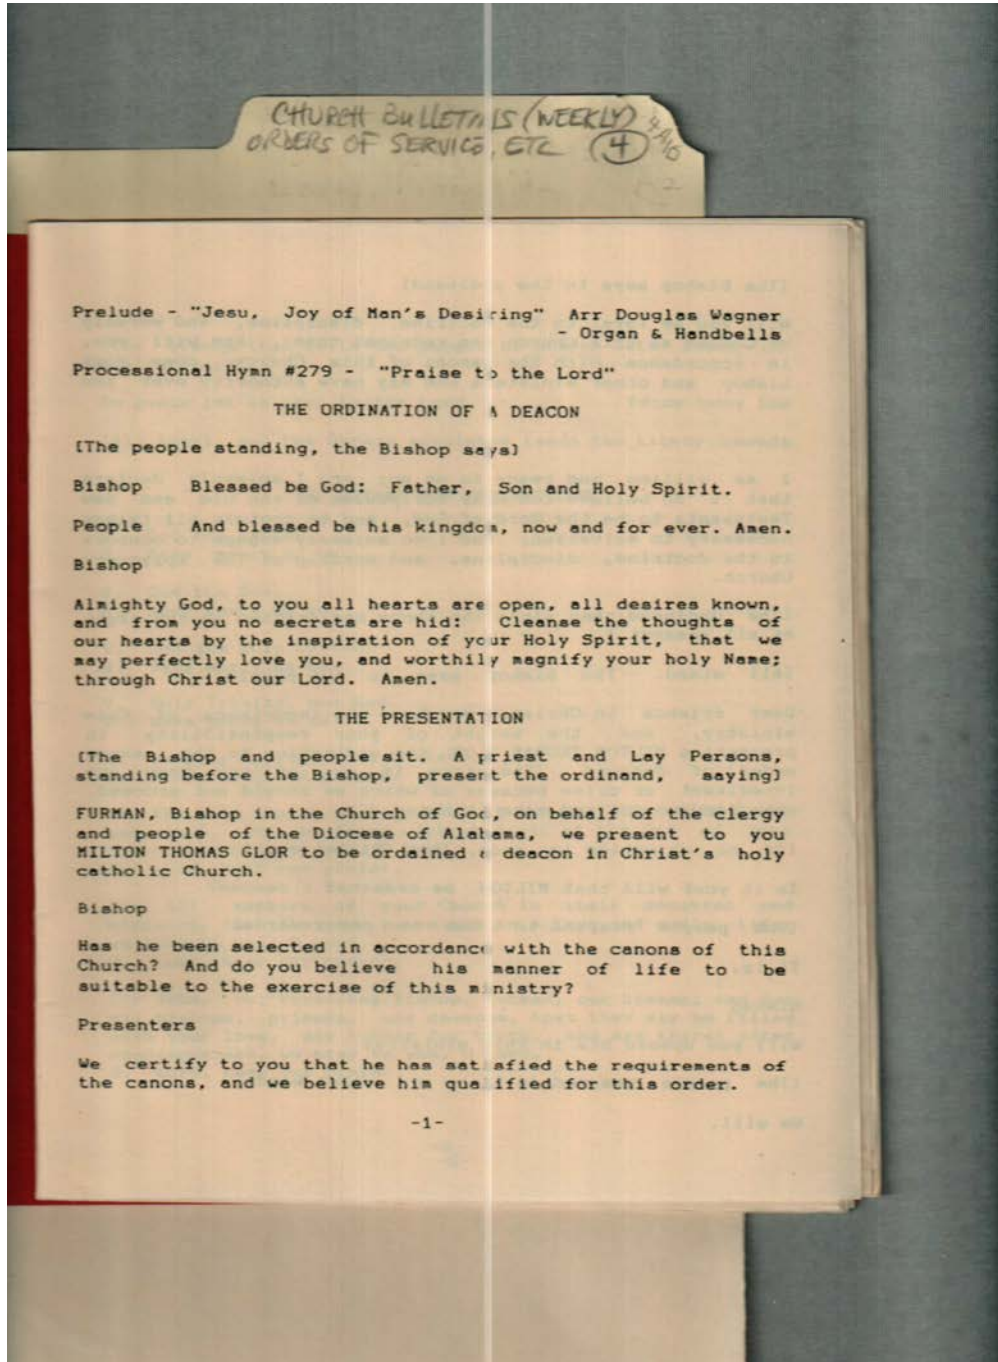 CHURCH BULLETINS (WEEKLY)
ORDERS OF SERVICE, ETC 4
Prelude - "Jesu, Joy of Man's Desiring" Arr Douglas Wagner
- Organ & Handbells
Processional Hymn #279 - "Praise to the Lord"
THE ORDINATION OF A DEACON
[The people standing, the Bishop says]
Bishop Blessed be God: Father, Son and Holy Spirit.
People And blessed be his kingdom, now and for ever. Amen.
Bishop
Almighty God, to you all hearts are open, all desires known,
and from you no secrets are hid: Cleanse the thoughts of
our hearts by the inspiration of your Holy Spirit, that we
may perfectly love you, and worthily magnify your holy Name;
through Christ our Lord. Amen.
THE PRESENTATION
[The Bishop and people sit. A priest and Lay Persons,
standing before the Bishop, present the ordinand, saying]
FURMAN, Bishop in the Church of God, on behalf of the clergy
and people of the Diocese of Alabama, we present to you
MILTON THOMAS GLOR to be ordained a deacon in Christ's holy
catholic Church.
Bishop
Has he been selected in accordance with the canons of this
Church? And do you believe his manner of life to be
suitable to the exercise of this ministry?
Presenters
We certify to you that he has satisfied the requirements of
the canons, and we believe him qualified for this order.
-1-